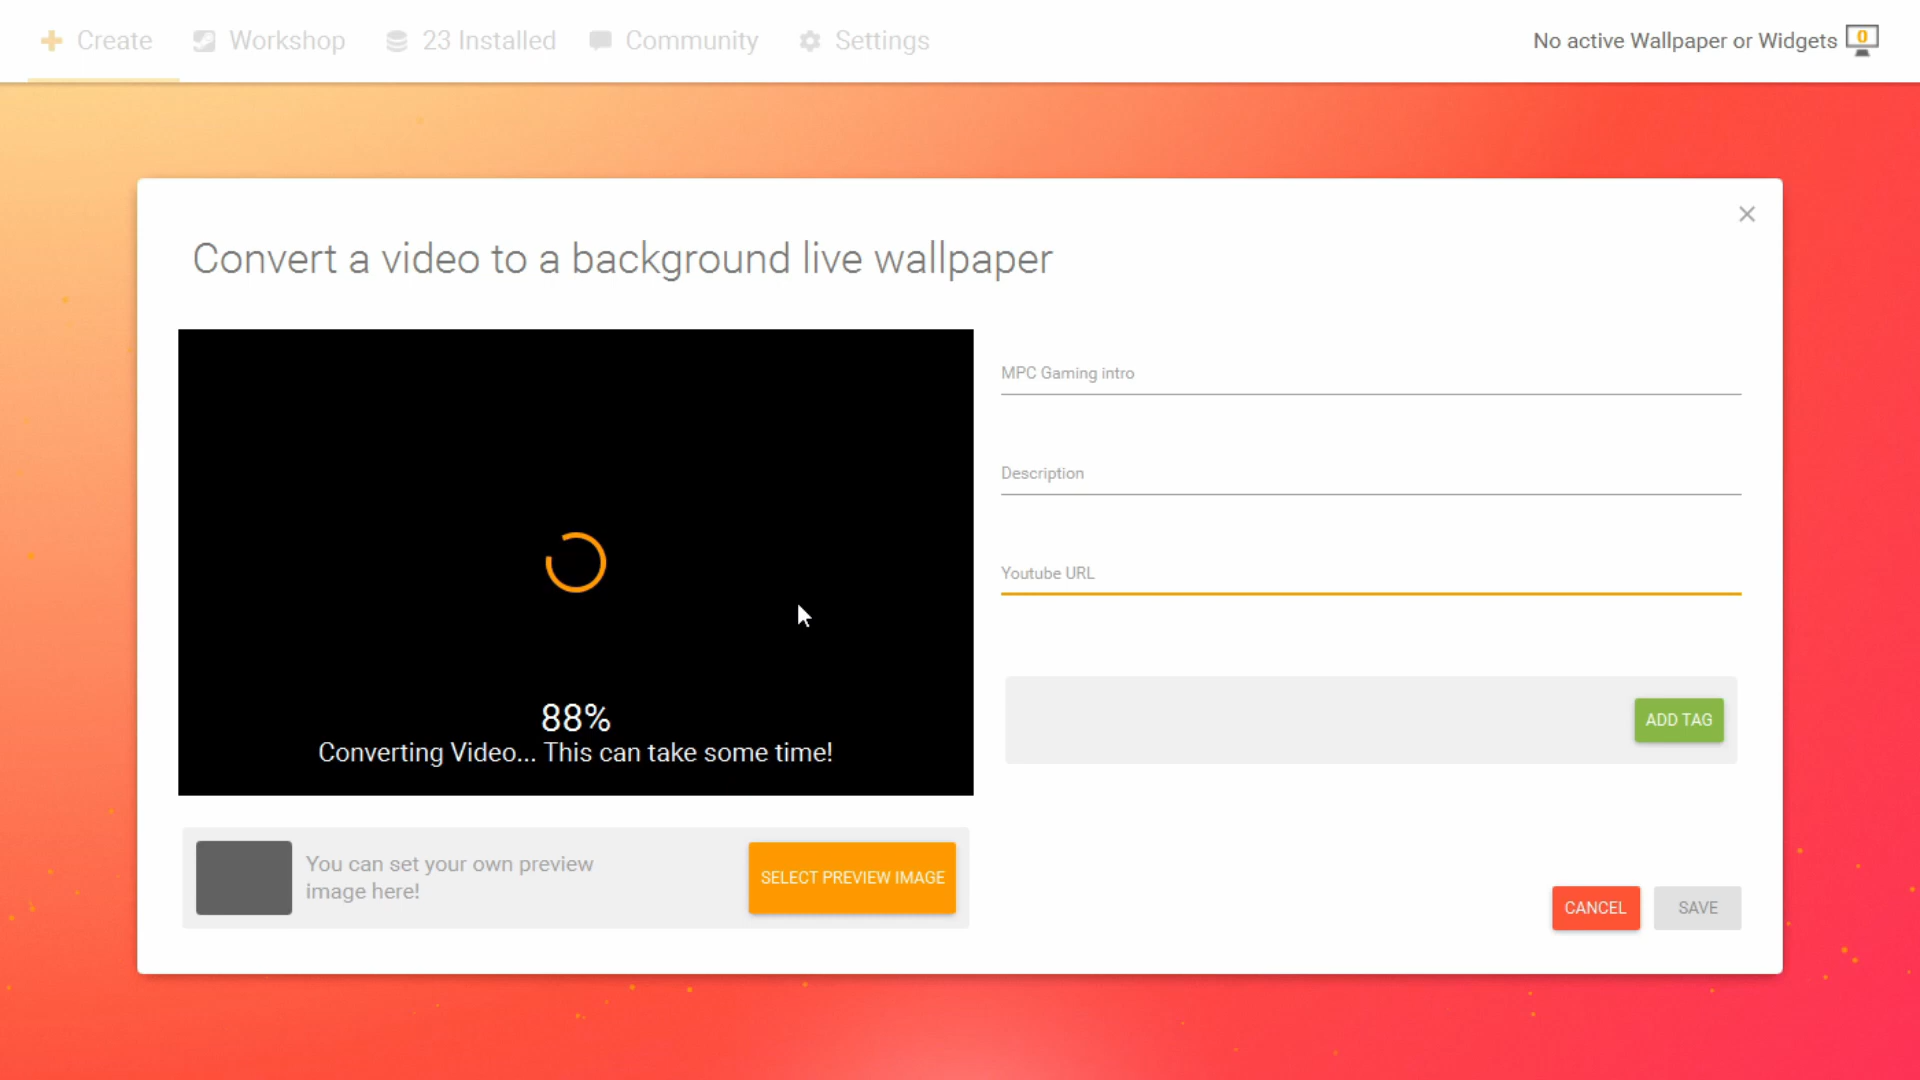 Create
Workshop
23 Installed
Community
Settings
No active Wallpaper or Widgets
0
Convert a video to a background live wallpaper
MPC Gaming intro
Description
Youtube URL
88%
Converting Video... This can take some time!
ADD TAG
You can set your own preview
image here!
SELECT PREVIEW IMAGE
CANCEL
SAVE